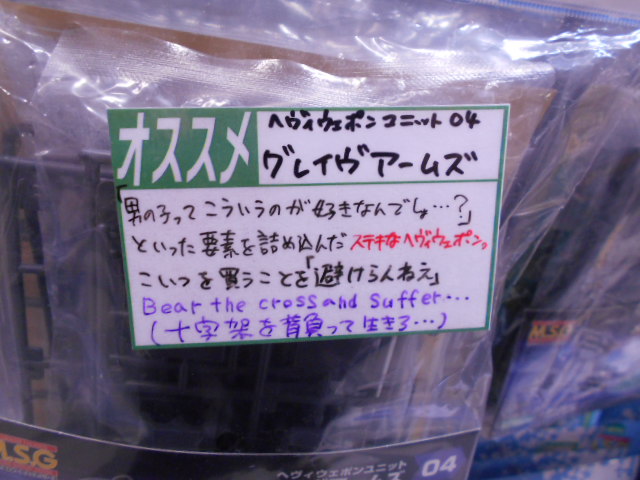 オススメ
ヘヴィウェポンユニット 04
グレイヴアームズ
「男の子って こういうのが 好きなんでしょ…?」
といった要素を詰め込んだ ステキなヘヴィウェポン。
こいつを買うことを「避けらんねえ」
Bear the cross and Suffer...
(十字架を背負って生きろ…)
M.S.G
ヘヴィウェポンユニット 04
ムズ
M.S.G